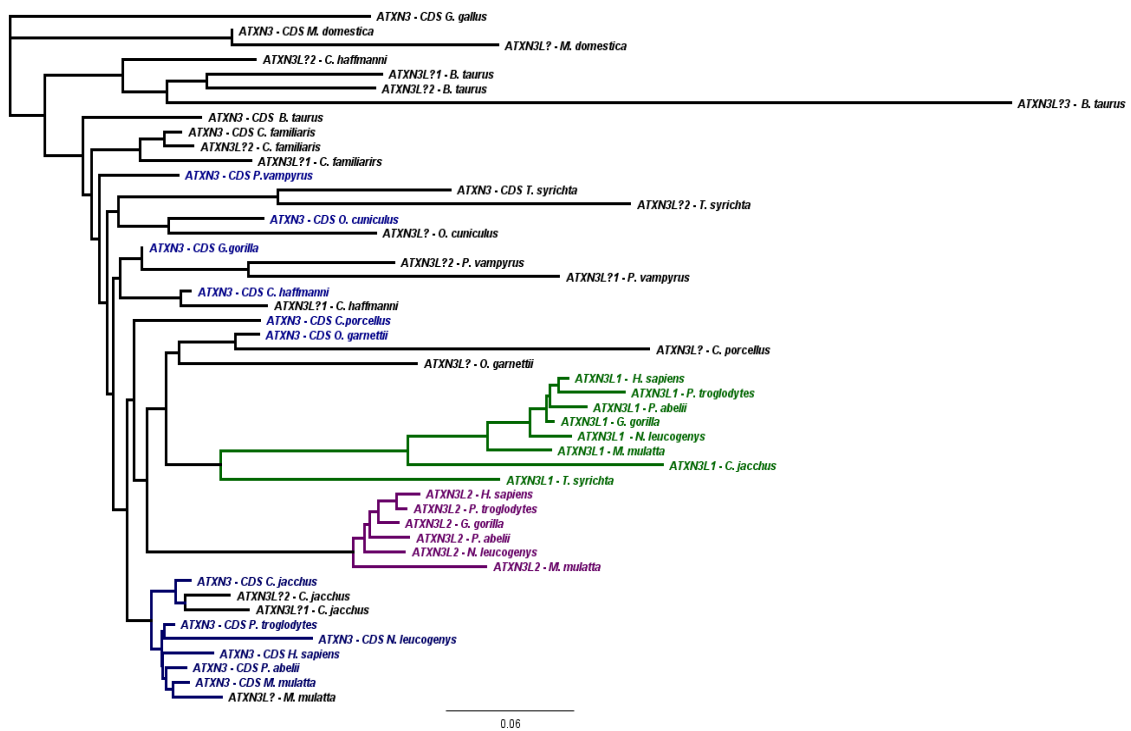 ATXN3 - CDS G. gallus
ATXN3 - CDS M. domestica
ATXN3L? - M. domestica
ATXN3L?2 - C. haffmanni
ATXN3L?1 - B. taurus
ATXN3L?2 - B. taurus
ATXN3L?3 - B. taurus
ATXN3 - CDS B. taurus
ATXN3 - CDS C. familiaris
ATXN3L?2 - C. familiaris
ATXN3L?1 - C. familiarirs
ATXN3 - CDS P.vampyrus
ATXN3 - CDS T. syrichta
ATXN3L?2 - T. syrichta
ATXN3 - CDS O. cuniculus
ATXN3L? - O. cuniculus
ATXN3 - CDS G.gorilla
ATXN3L?2 - P. vampyrus
ATXN3L?1 - P. vampyrus
ATXN3 - CDS C. haffmanni
ATXN3L?1 - C. haffmanni
ATXN3 - CDS C.porcellus
ATXN3 - CDS O. garnettii
ATXN3L? - C. porcellus
ATXN3L? - O. garnettii
ATXN3L1 - H. sapiens
ATXN3L1 - P. troglodytes
ATXN3L1 - P. abelii
ATXN3L1 - G. gorilla
ATXN3L1 - N. leucogenys
ATXN3L1 - M. mulatta
ATXN3L1 - C. jacchus
ATXN3L1 - T. syrichta
ATXN3L2 - H. sapiens
ATXN3L2 - P. troglodytes
ATXN3L2 - G. gorilla
ATXN3L2 - P. abelii
ATXN3L2 - N. leucogenys
ATXN3L2 - M. mulatta
ATXN3 - CDS C. jacchus
ATXN3L?2 - C. jacchus
ATXN3L?1 - C. jacchus
ATXN3 - CDS P. troglodytes
ATXN3 - CDS N. leucogenys
ATXN3 - CDS H. sapiens
ATXN3 - CDS P. abelii
ATXN3 - CDS M. mulatta
ATXN3L? - M. mulatta
0.06